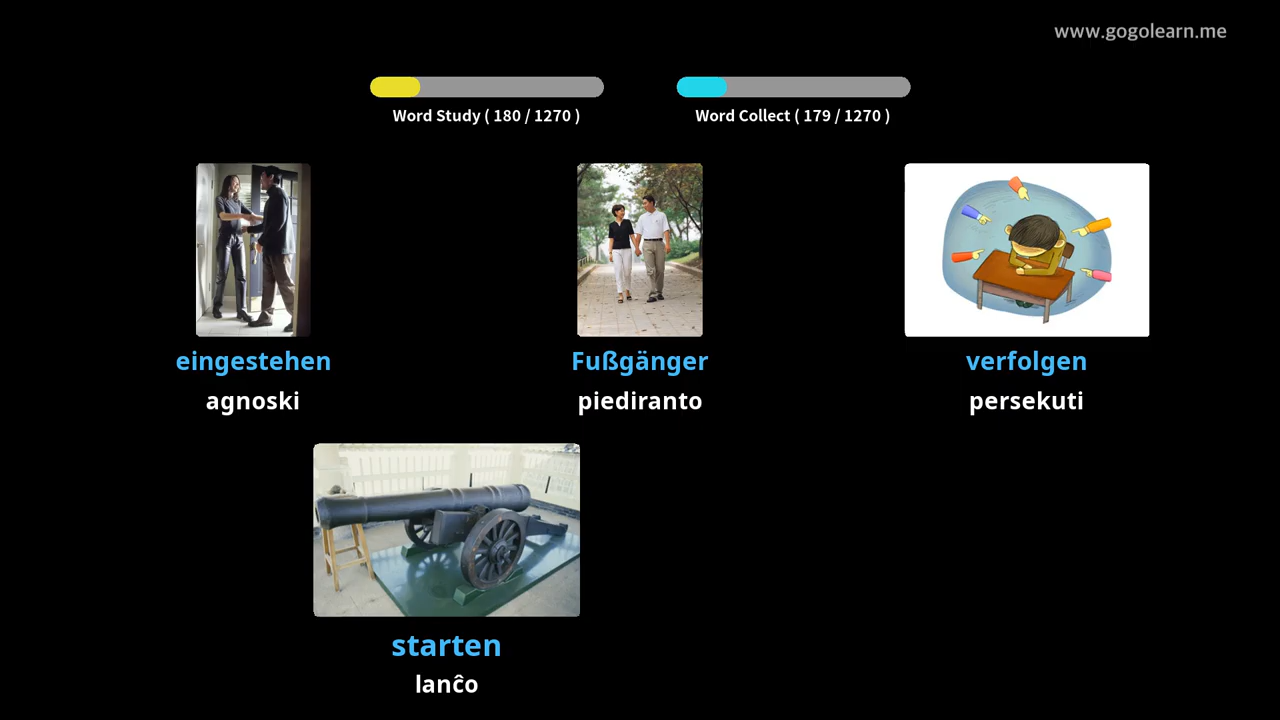 www.gogolearn.me
Word Study ( 180 / 1270 )
Word Collect ( 179 / 1270 )
eingestehen
agnoski
Fußgänger
piediranto
verfolgen
persekuti
starten
lanĉo